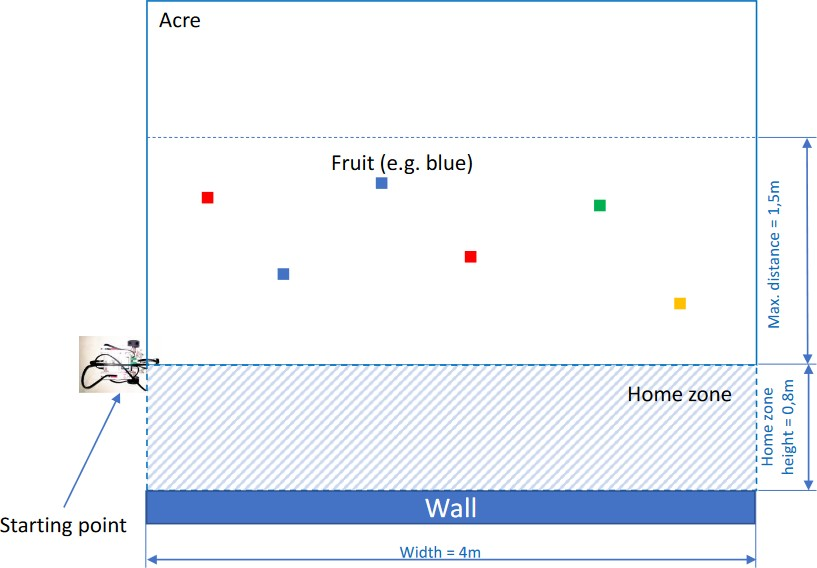 Acre
Fruit (e.g. blue)
Max. distance = 1,5m
Home zone
Home zone
height = 0,8m
Starting point
Wall
Width = 4m